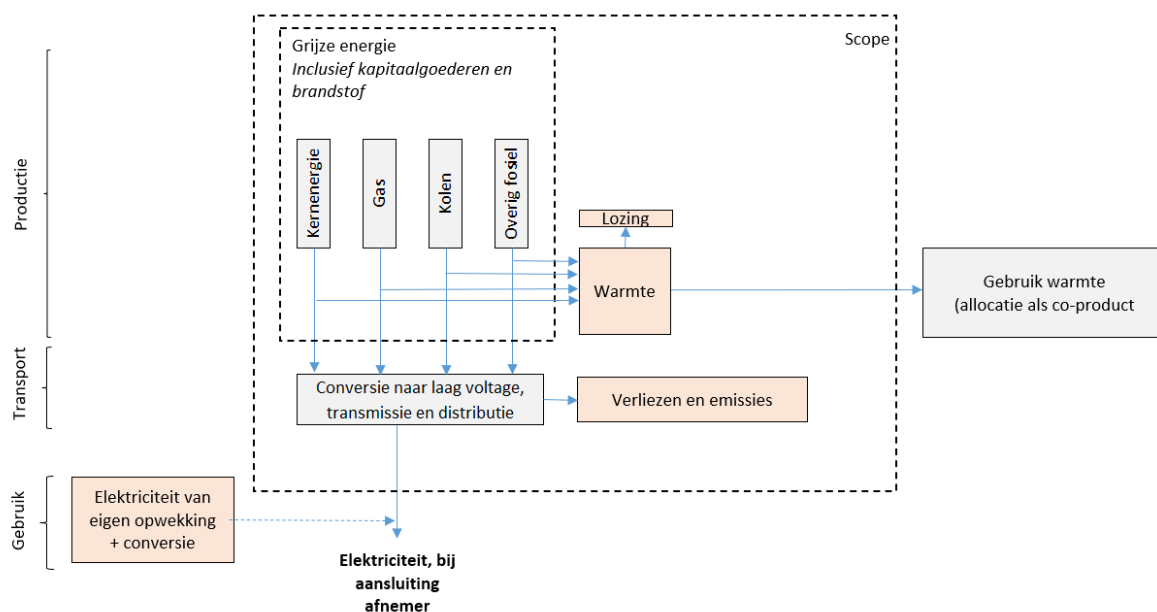 Scope
Grijze energie
Inclusief kapitaalgoederen en
brandstof
Productie
Kernenergie
Gas
Kolen
Overig fosiel
Lozing
Warmte
Gebruik warmte
(allocatie als co-product
Transport
Conversie naar laag voltage,
transmissie en distributie
Verliezen en emissies
Gebruik
Elektriciteit van
eigen opwekking
+ conversie
Elektriciteit, bij
aansluiting
afnemer